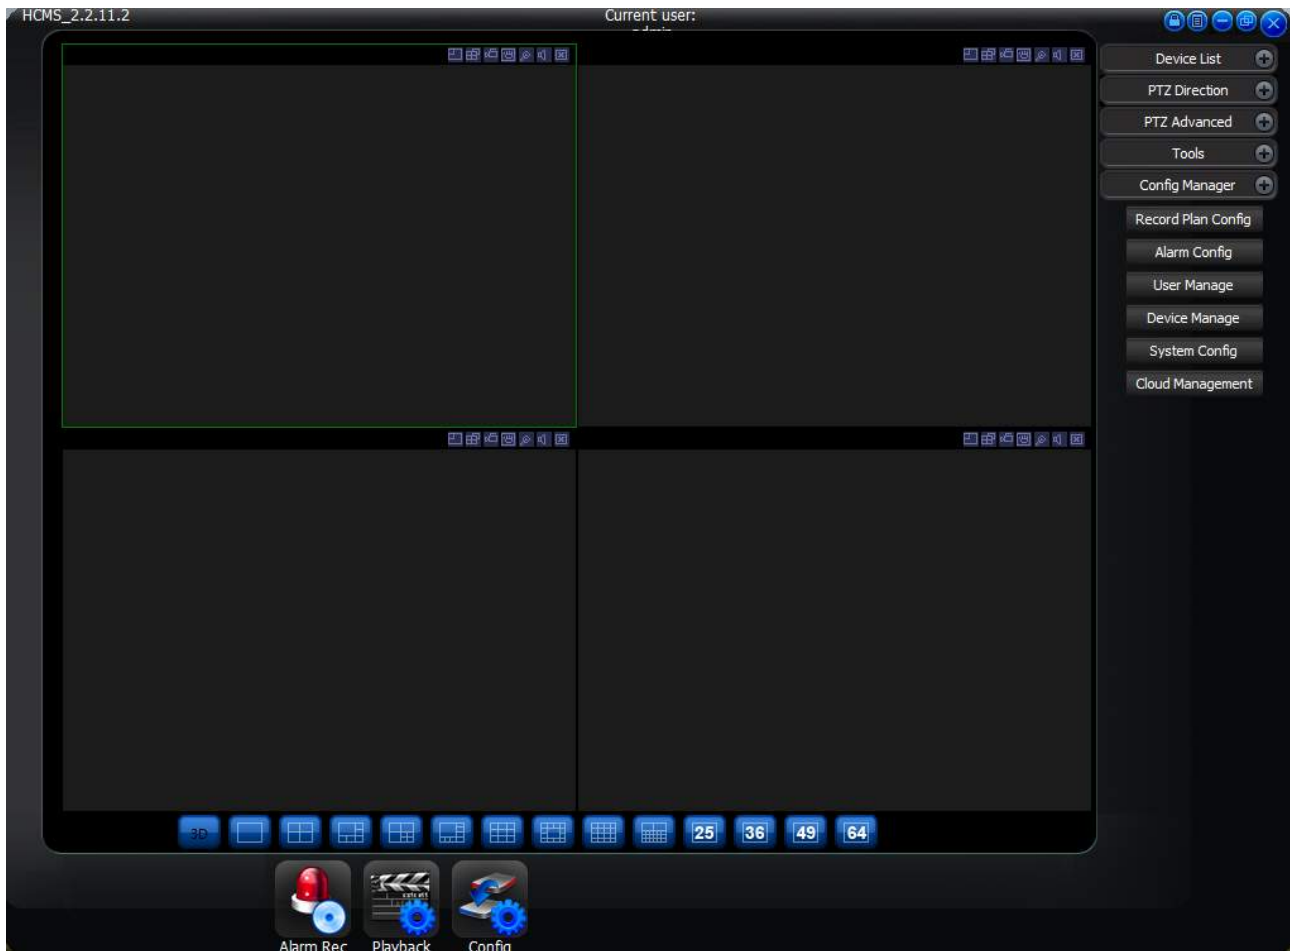 HCMS_2.2.11.2
Current user:
admin
Device List
PTZ Direction
PTZ Advanced
Tools
Config Manager
Record Plan Config
Alarm Config
User Manage
Device Manage
System Config
Cloud Management
3D
25 36 49 64
Alarm Rec Playback Config